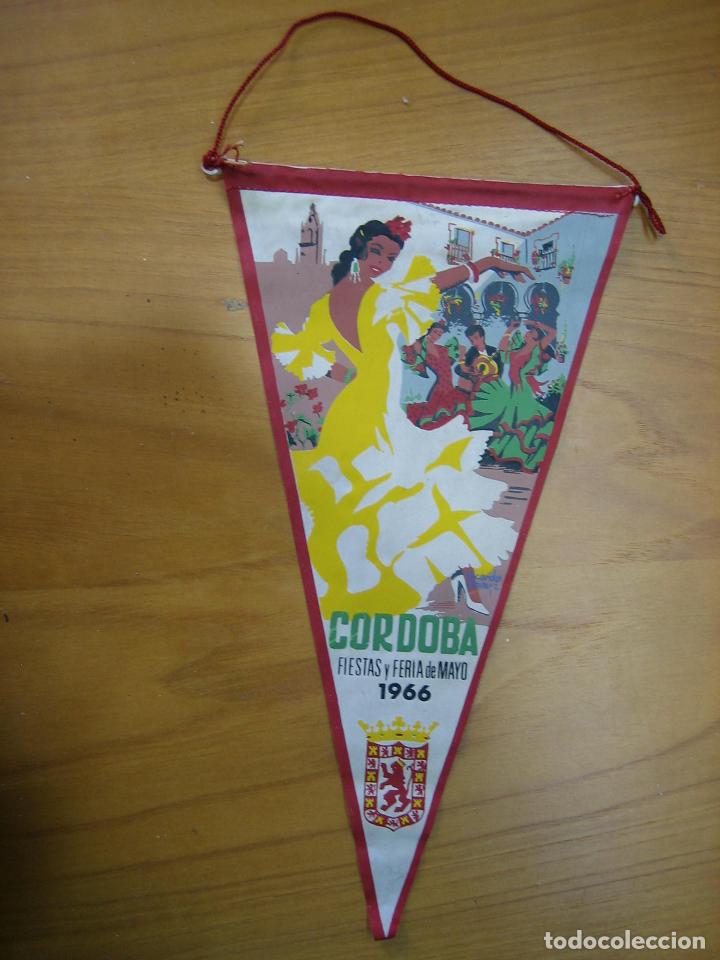 CORDOBA
FIESTAS y FERIA de MAYO
1966
todocoleccion